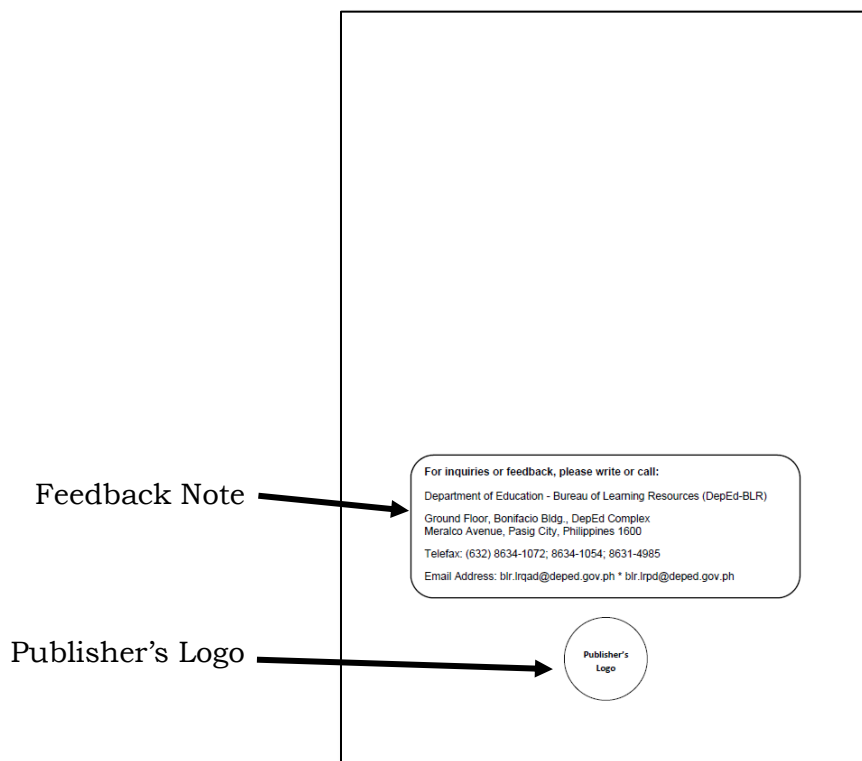 For inquiries or feedback, please write or call:
Department of Education - Bureau of Learning Resources (DepEd-BLR)
Ground Floor, Bonifacio Bldg., DepEd Complex
Meralco Avenue, Pasig City, Philippines 1600
Telefax: (632) 8634-1072; 8634-1054; 8631-4985
Email Address: blr.lrqad@deped.gov.ph * blr.lrpd@deped.gov.ph
Feedback Note
Publisher's Logo
Publisher's
Logo